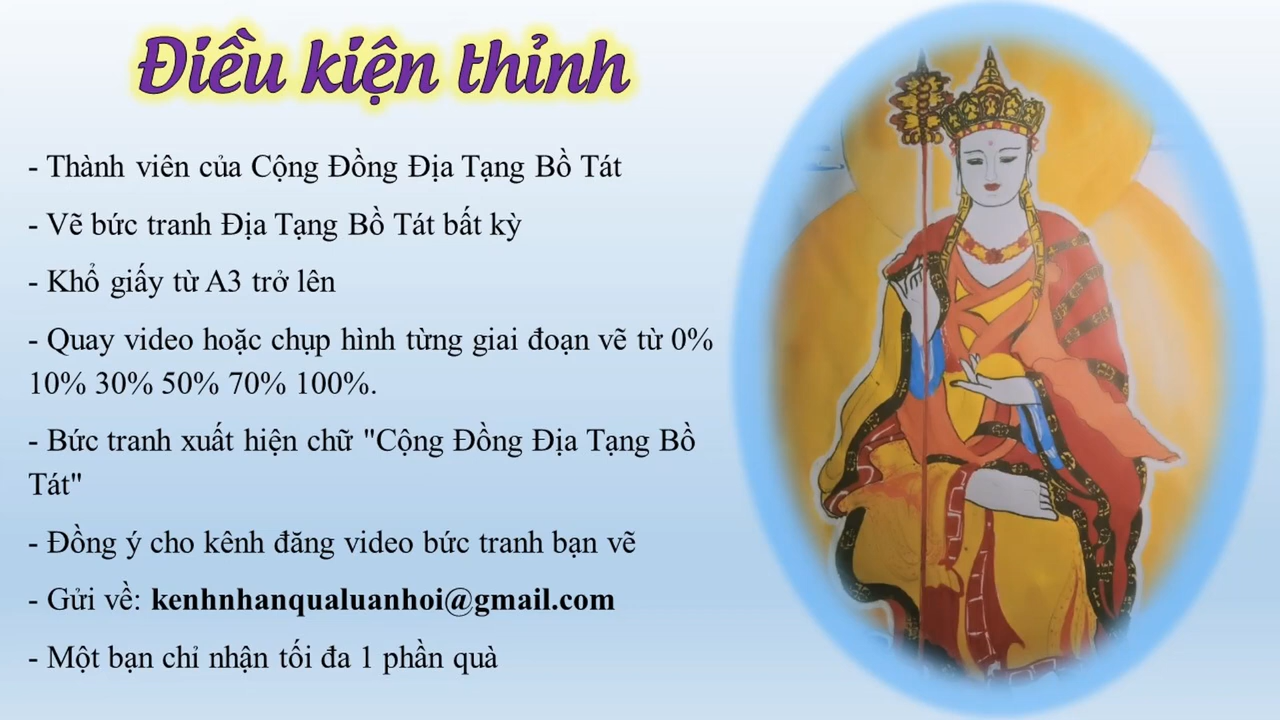 Điều kiện thỉnh
- Thành viên của Cộng Đồng Địa Tạng Bồ Tát
- Vẽ bức tranh Địa Tạng Bồ Tát bất kỳ
- Khổ giấy từ A3 trở lên
- Quay video hoặc chụp hình từng giai đoạn vẽ từ 0%
10% 30% 50% 70% 100%.
- Bức tranh xuất hiện chữ "Cộng Đồng Địa Tạng Bồ
Tát"
- Đồng ý cho kênh đăng video bức tranh bạn vẽ
- Gửi về: kenhnhanqualuanhoi@gmail.com
- Một bạn chỉ nhận tối đa 1 phần quà